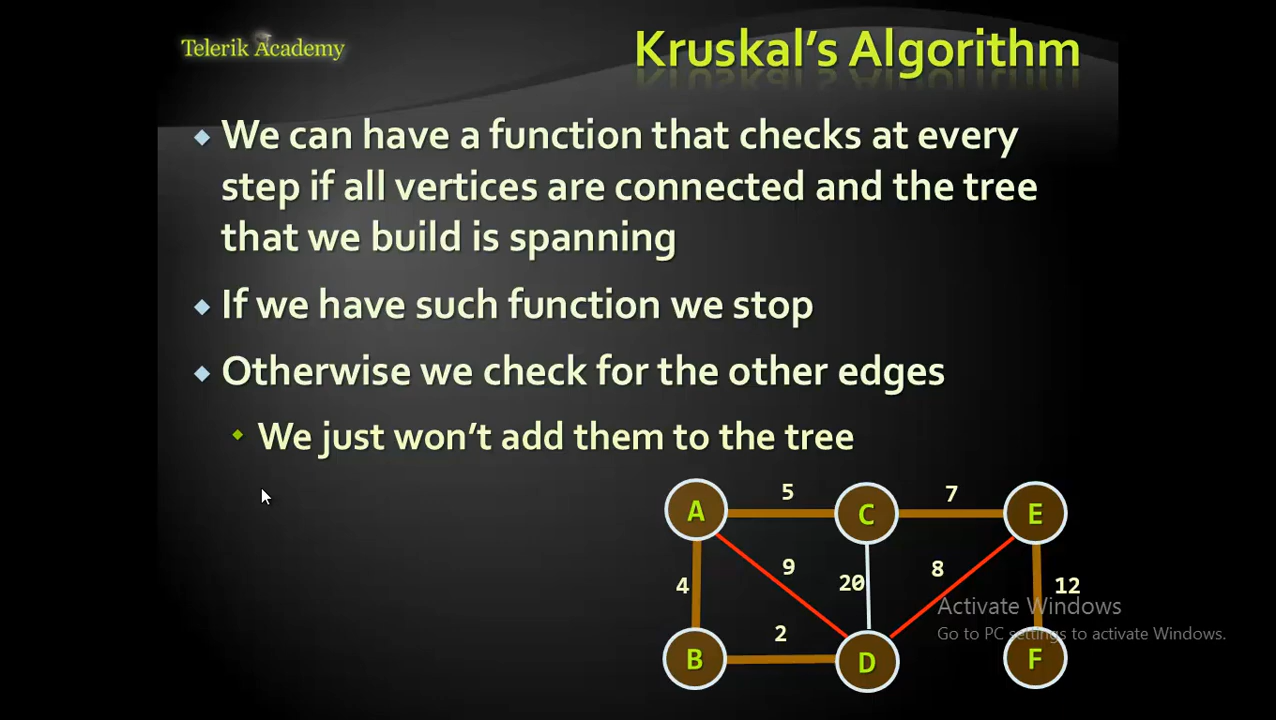 Telerik Academy
Kruskal's Algorithm
We can have a function that checks at every
step if all vertices are connected and the tree
that we build is spanning
If we have such function we stop
Otherwise we check for the other edges
We just won't add them to the tree
5 7
A C E
9 20 8
4 12
Activate Windows
Go to PC settings to activate Windows.
2
B D F